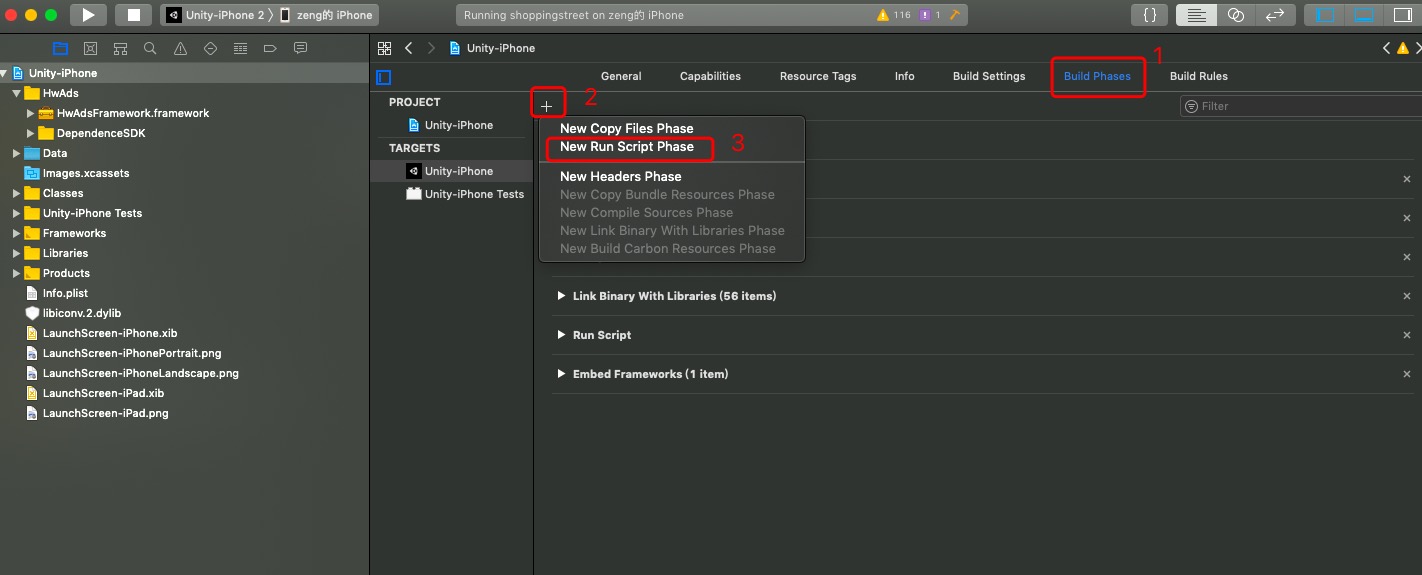 Unity-iPhone 2 〉 zeng的 iPhone
Running shoppingstreet on zeng的 iPhone
116
1
{ }
Unity-iPhone
1
Unity-iPhone
General Capabilities Resource Tags Info Build Settings Build Phases Build Rules
HwAds
HwAdsFramework.framework
DependenceSDK
Data
Images.xcassets
Classes
Unity-iPhone Tests
Frameworks
Libraries
Products
Info.plist
libiconv.2.dylib
LaunchScreen-iPhone.xib
LaunchScreen-iPhonePortrait.png
LaunchScreen-iPhoneLandscape.png
LaunchScreen-iPad.xib
LaunchScreen-iPad.png
PROJECT
Unity-iPhone
TARGETS
Unity-iPhone
Unity-iPhone Tests
+
2
Filter
New Copy Files Phase
New Run Script Phase
3
New Headers Phase
New Copy Bundle Resources Phase
New Compile Sources Phase
New Link Binary With Libraries Phase
New Build Carbon Resources Phase
Link Binary With Libraries (56 items)
Run Script
Embed Frameworks (1 item)